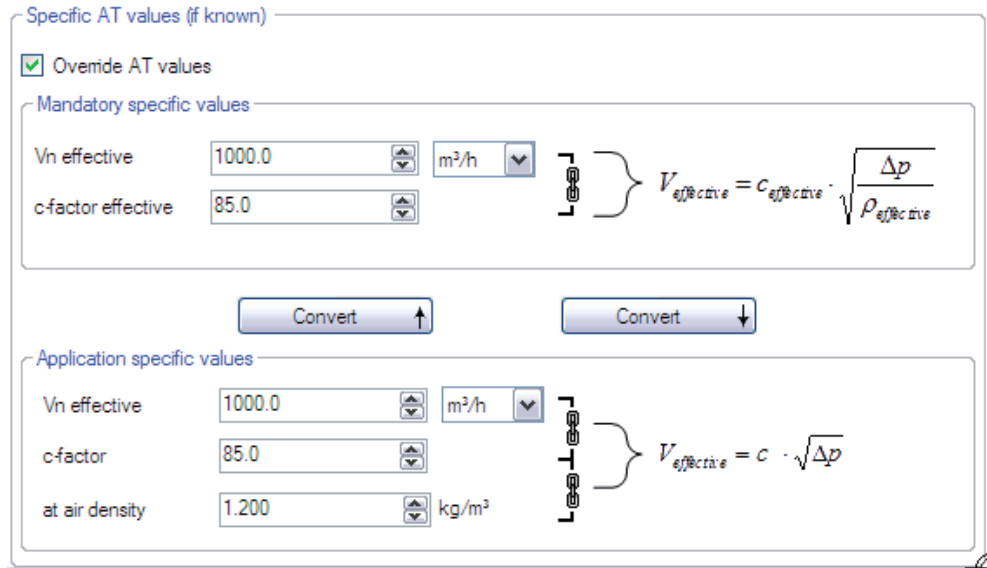 Specific AT values (if known)
Override AT values
Mandatory specific values
Vn effective 1000.0 m³/h
c-factor effective 85.0
V_effective = c_effective · √(Δp / ρ_effective)
Convert Convert
Application specific values
Vn effective 1000.0 m³/h
c-factor 85.0
V_effective = c · √Δp
at air density 1.200 kg/m³